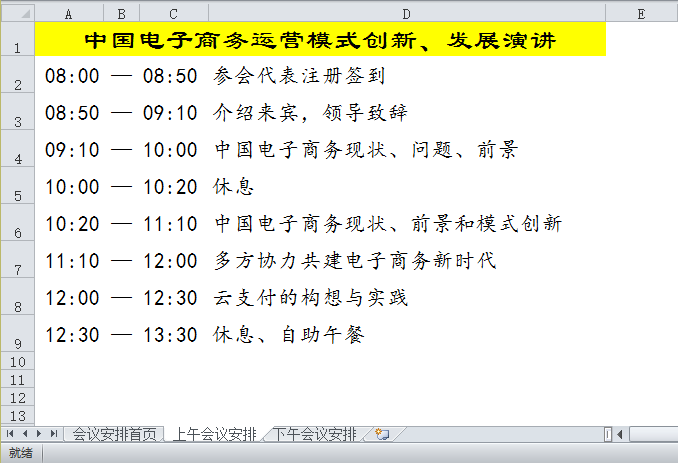 A B C D E
1 中国电子商务运营模式创新、发展演讲
2 08:00 — 08:50 参会代表注册签到
3 08:50 — 09:10 介绍来宾，领导致辞
4 09:10 — 10:00 中国电子商务现状、问题、前景
5 10:00 — 10:20 休息
6 10:20 — 11:10 中国电子商务现状、前景和模式创新
7 11:10 — 12:00 多方协力共建电子商务新时代
8 12:00 — 12:30 云支付的构想与实践
9 12:30 — 13:30 休息、自助午餐
10
11
12
13
会议安排首页 上午会议安排 下午会议安排
就绪